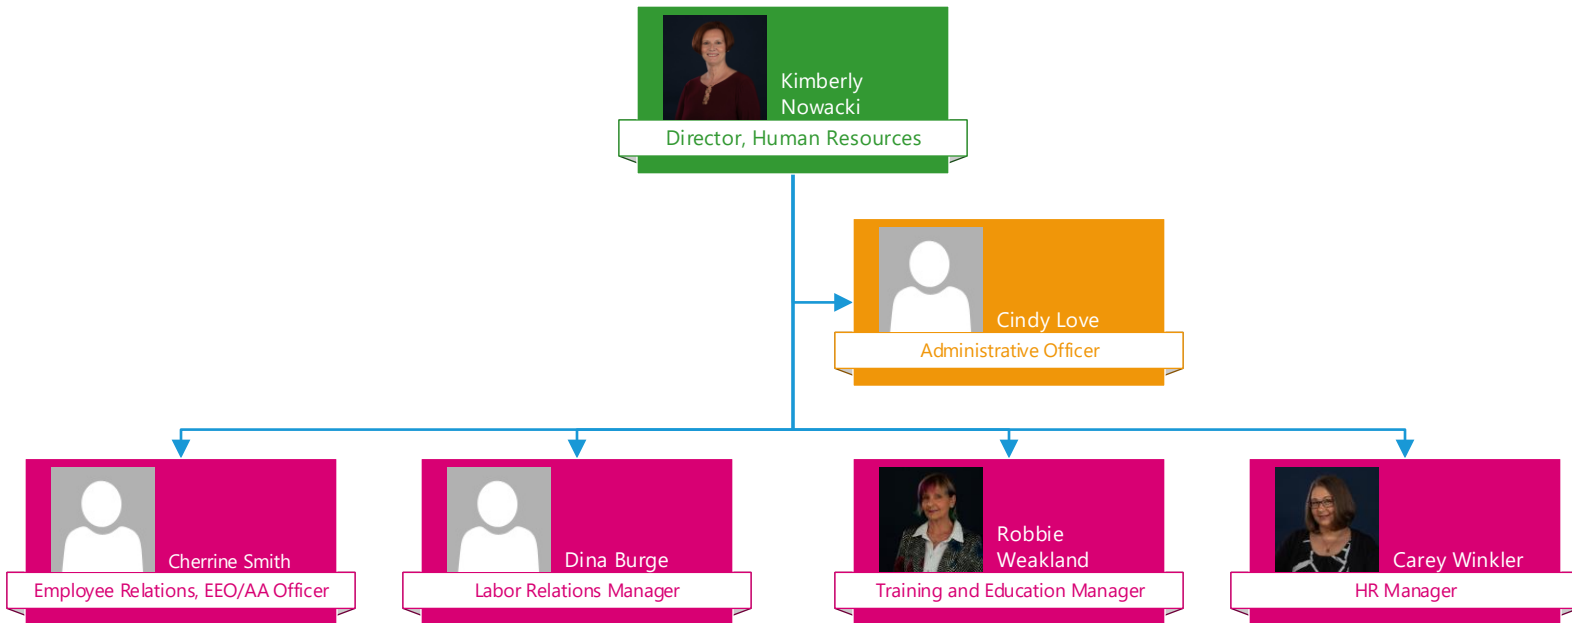 Kimberly
Nowacki
Director, Human Resources
Cindy Love
Administrative Officer
Cherrine Smith
Employee Relations, EEO/AA Officer
Dina Burge
Labor Relations Manager
Robbie
Weakland
Training and Education Manager
Carey Winkler
HR Manager